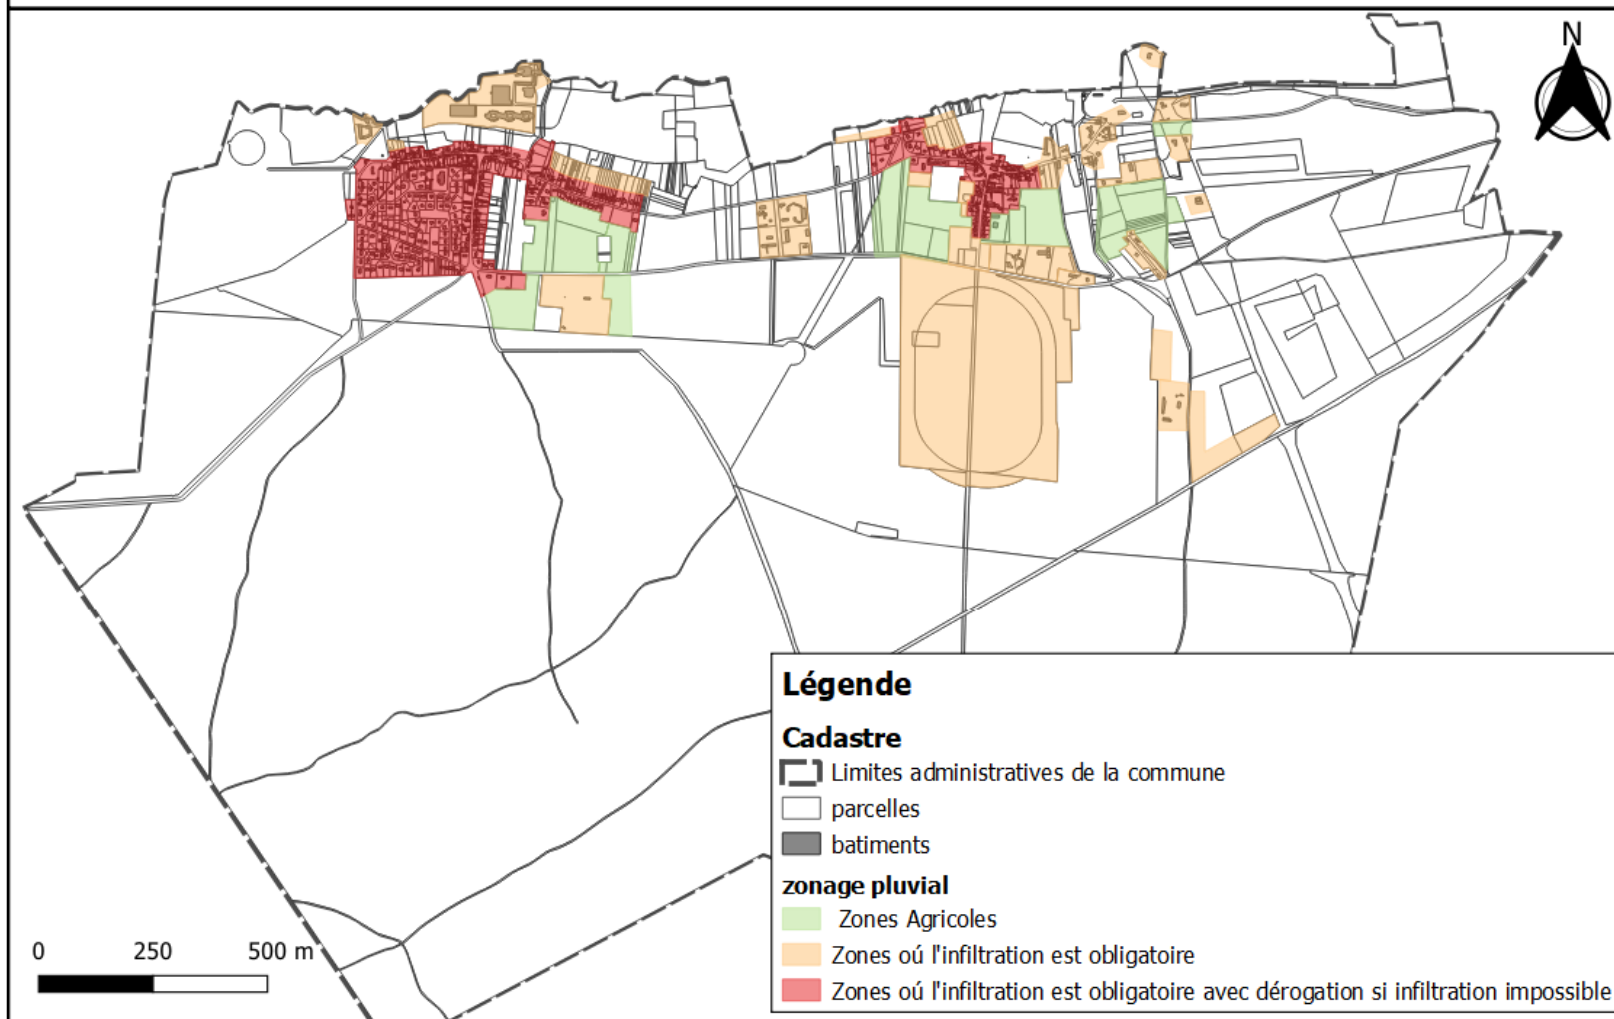 N
Légende
Cadastre
Limites administratives de la commune
parcelles
batiments
zonage pluvial
Zones Agricoles
Zones oú l'infiltration est obligatoire
Zones oú l'infiltration est obligatoire avec dérogation si infiltration impossible
0 250 500 m